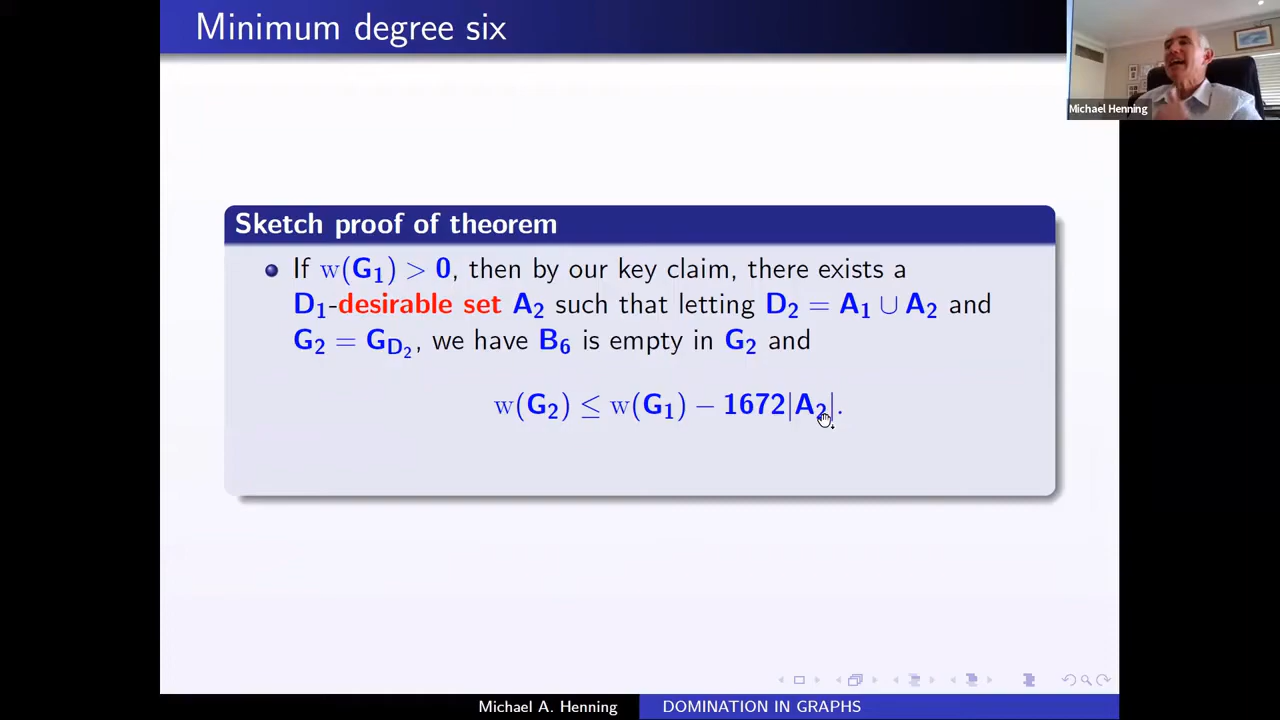 Minimum degree six
Michael Henning
Sketch proof of theorem
If w(G₁) > 0, then by our key claim, there exists a
D₁-desirable set A₂ such that letting D₂ = A₁ ∪ A₂ and
G₂ = G_{D₂}, we have B₆ is empty in G₂ and
w(G₂) ≤ w(G₁) − 1672|A₂|.
Michael A. Henning
DOMINATION IN GRAPHS